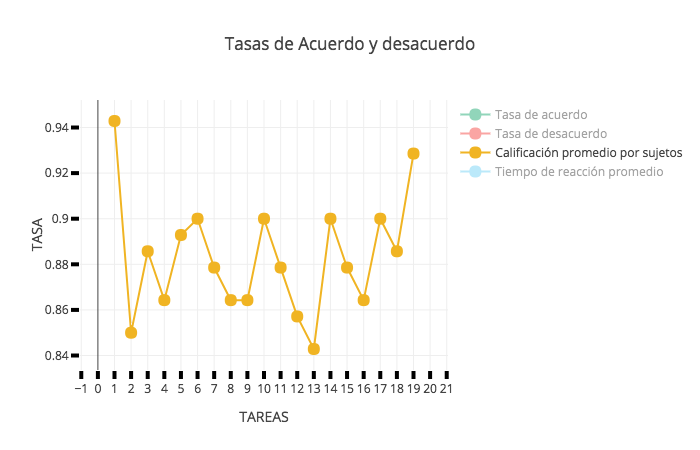 Tasas de Acuerdo y desacuerdo
Tasa de acuerdo
Tasa de desacuerdo
Calificación promedio por sujetos
Tiempo de reacción promedio
TASA
0.94
0.92
0.9
0.88
0.86
0.84
−1 0 1 2 3 4 5 6 7 8 9 10 11 12 13 14 15 16 17 18 19 20 21
TAREAS